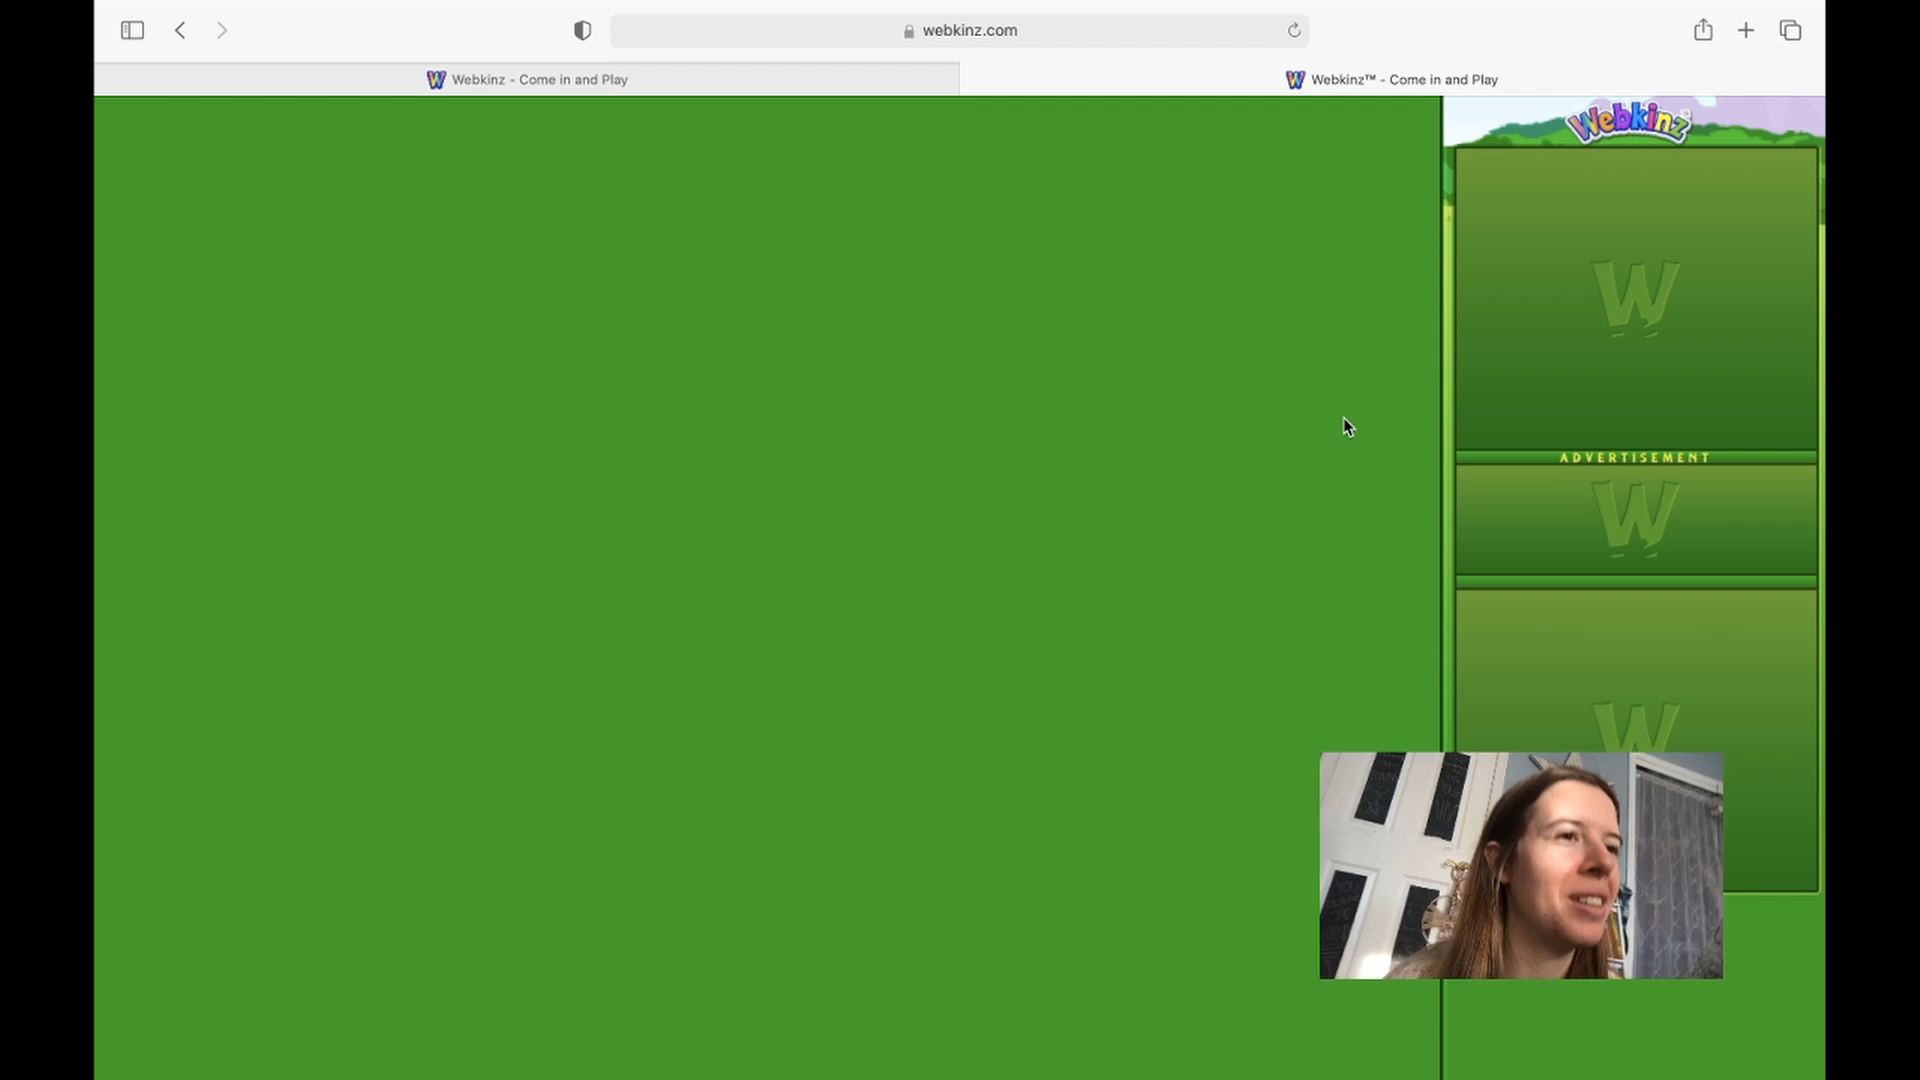 webkinz.com
Webkinz - Come in and Play
Webkinz™ - Come in and Play
Webkinz
W
ADVERTISEMENT
W
W